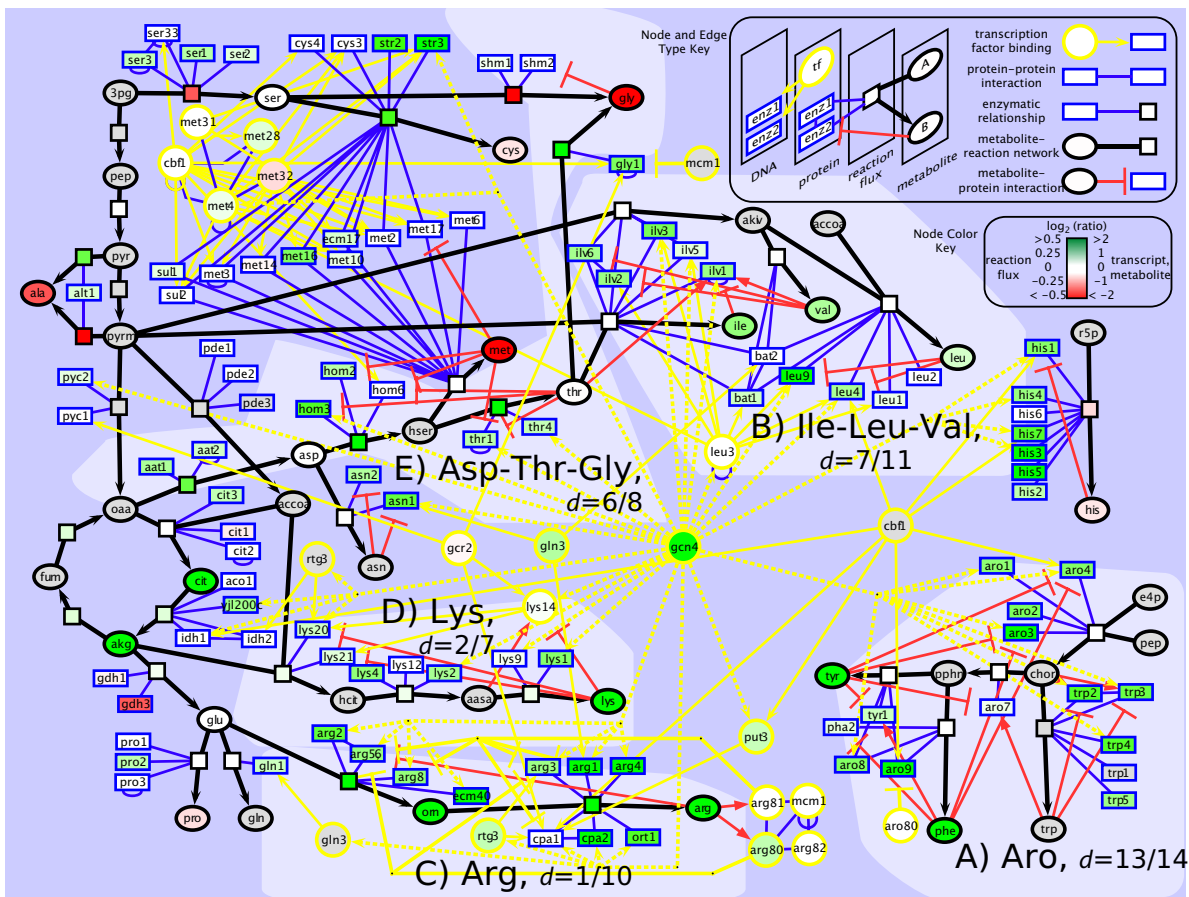 Node and Edge
Type Key
tf
enz1
enz2
enz1
enz2
A
B
DNA
protein
reaction
flux
metabolite
transcription
factor binding
protein-protein
interaction
enzymatic
relationship
metabolite-
reaction network
metabolite-
protein interaction
Node Color
Key
log2 (ratio)
reaction
flux
>0.5
0.25
0
−0.25
< −0.5
>2
1
0
−1
< −2
transcript,
metabolite
ser33
ser3
ser1
ser2
cys4
cys3
str2
str3
shm1
shm2
3pg
ser
gly
met31
met28
cbf1
met32
met4
cys
gly1
mcm1
pep
pyr
ala
alt1
pyrm
sul1
su2
met3
met14
met16
ecm17
met10
met2
met17
met6
ilv6
ilv3
ilv5
ilv2
ilv1
akiv
accoa
val
ile
leu
bat2
bat1
leu9
leu4
leu1
leu2
leu3
B) Ile-Leu-Val,
d=7/11
r5p
his1
his4
his6
his7
his3
his5
his2
his
pde1
pde2
pde3
pyc2
pyc1
hom2
hom6
hom3
met
thr
hser
thr1
thr4
asp
aat1
aat2
asn2
asn1
asn
E) Asp-Thr-Gly,
d=6/8
oaa
accoa
cit3
cit1
cit2
cit
fum
aco1
yjl200c
idh1
idh2
akg
rtg3
gcr2
gln3
gcn4
cbf1
D) Lys,
d=2/7
lys14
lys20
lys21
lys4
lys12
lys2
lys9
lys1
hcit
aasa
lys
gdh1
gdh3
glu
pro1
pro2
pro3
gln1
pro
gln
gln3
arg2
arg56
arg8
ecm40
orn
arg3
arg1
arg4
cpa1
cpa2
ort1
rtg3
arg
put3
arg81
mcm1
arg80
arg82
C) Arg, d=1/10
aro1
aro4
aro2
aro3
e4p
pep
chor
pphn
tyr
tyr1
pha2
aro8
aro9
aro7
aro80
phe
trp2
trp3
trp4
trp1
trp5
trp
A) Aro, d=13/14